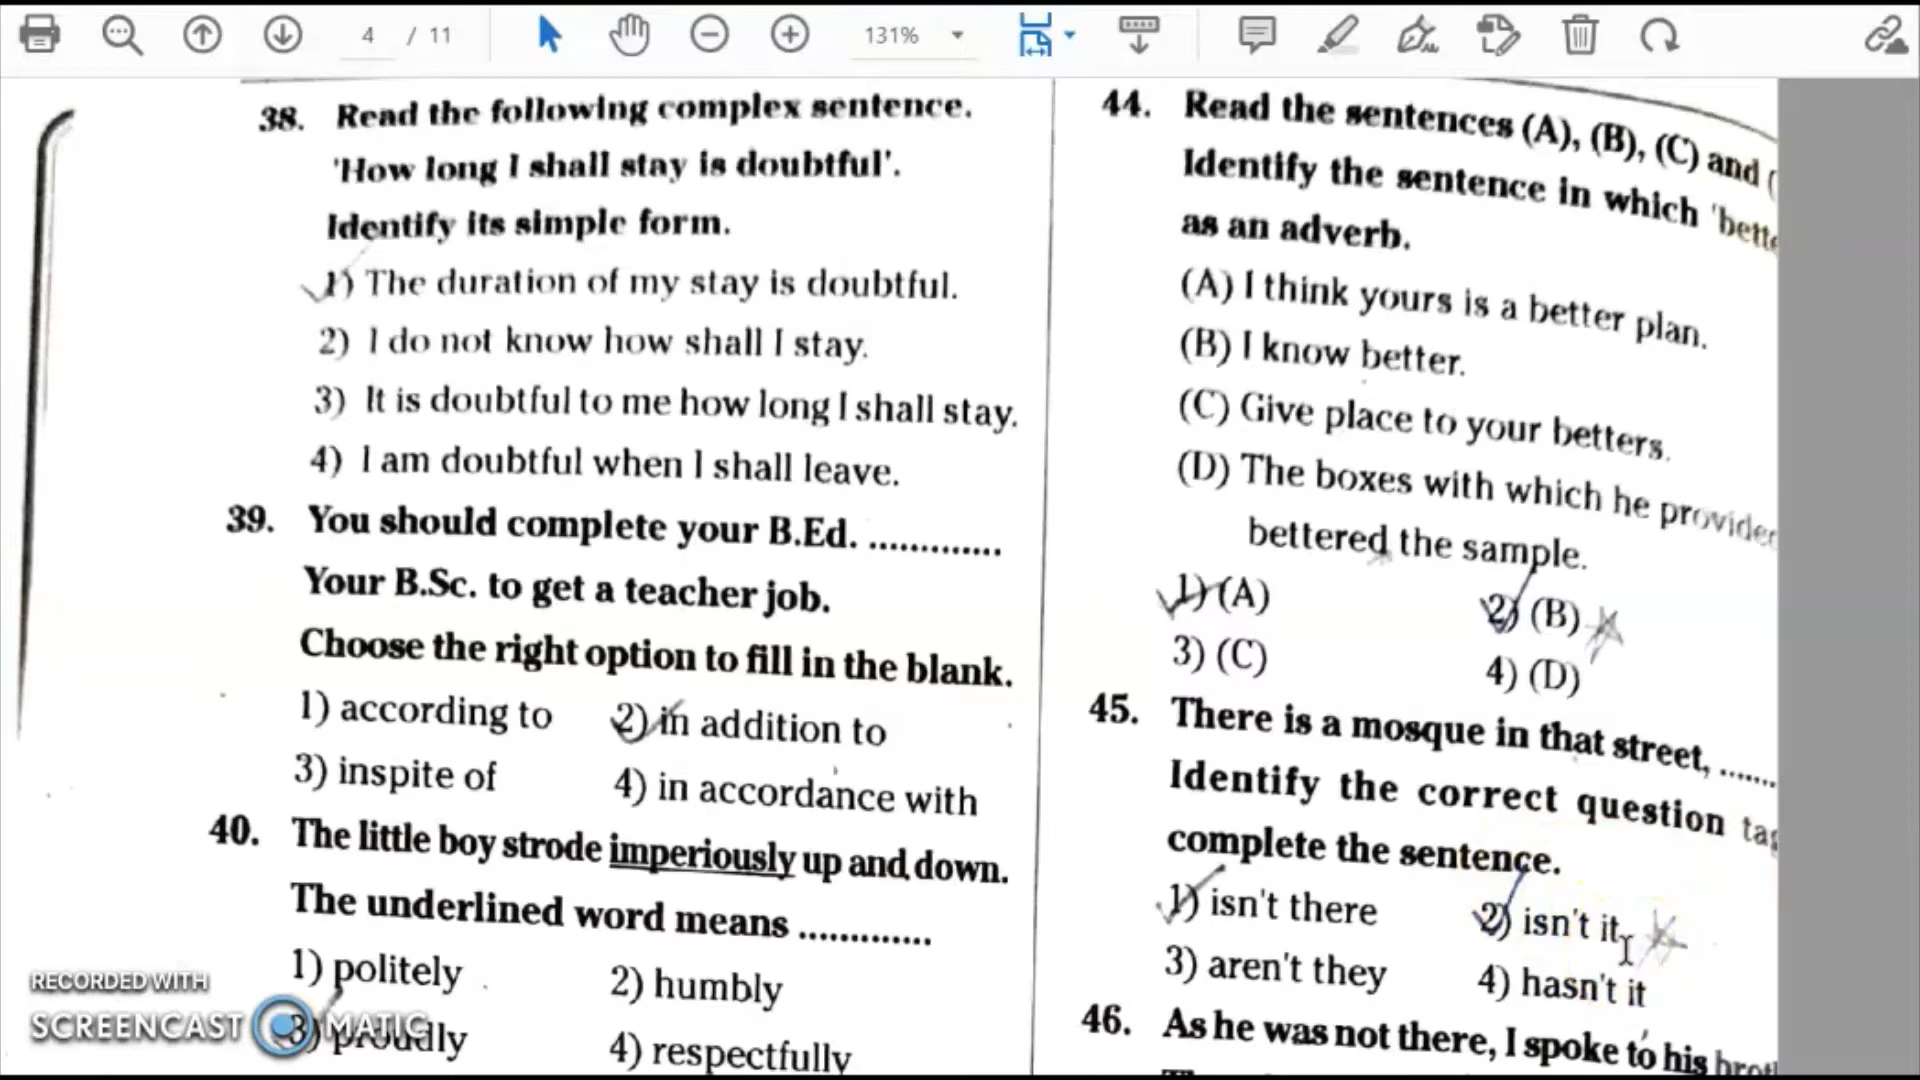 4 / 11
131%
38. Read the following complex sentence.
'How long I shall stay is doubtful'.
Identify its simple form.
1) The duration of my stay is doubtful.
2) I do not know how shall I stay.
3) It is doubtful to me how long I shall stay.
4) I am doubtful when I shall leave.
39. You should complete your B.Ed. .............
Your B.Sc. to get a teacher job.
Choose the right option to fill in the blank.
1) according to 2) in addition to
3) inspite of 4) in accordance with
40. The little boy strode imperiously up and down.
The underlined word means .............
1) politely 2) humbly
3) proudly 4) respectfully
44. Read the sentences (A), (B), (C) and (
Identify the sentence in which 'bette
as an adverb.
(A) I think yours is a better plan.
(B) I know better.
(C) Give place to your betters.
(D) The boxes with which he provided
bettered the sample.
1) (A) 2) (B)
3) (C) 4) (D)
45. There is a mosque in that street, .......
Identify the correct question tag
complete the sentence.
1) isn't there 2) isn't it
3) aren't they 4) hasn't it
46. As he was not there, I spoke to his brot
RECORDED WITH
SCREENCAST MATIC